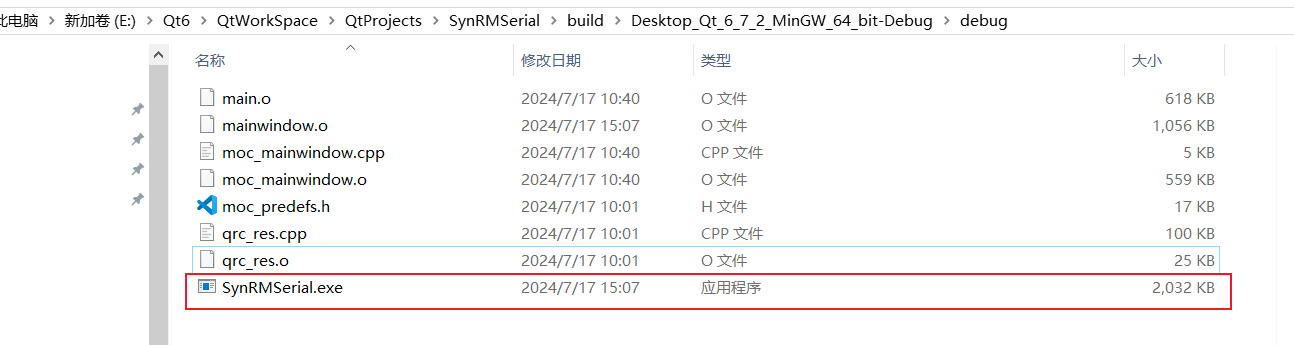 此电脑 > 新加卷 (E:) > Qt6 > QtWorkSpace > QtProjects > SynRMSerial > build > Desktop_Qt_6_7_2_MinGW_64_bit-Debug > debug
名称 修改日期 类型 大小
main.o 2024/7/17 10:40 O 文件 618 KB
mainwindow.o 2024/7/17 15:07 O 文件 1,056 KB
moc_mainwindow.cpp 2024/7/17 10:40 CPP 文件 5 KB
moc_mainwindow.o 2024/7/17 10:40 O 文件 559 KB
moc_predefs.h 2024/7/17 10:01 H 文件 17 KB
qrc_res.cpp 2024/7/17 10:01 CPP 文件 100 KB
qrc_res.o 2024/7/17 10:01 O 文件 25 KB
SynRMSerial.exe 2024/7/17 15:07 应用程序 2,032 KB